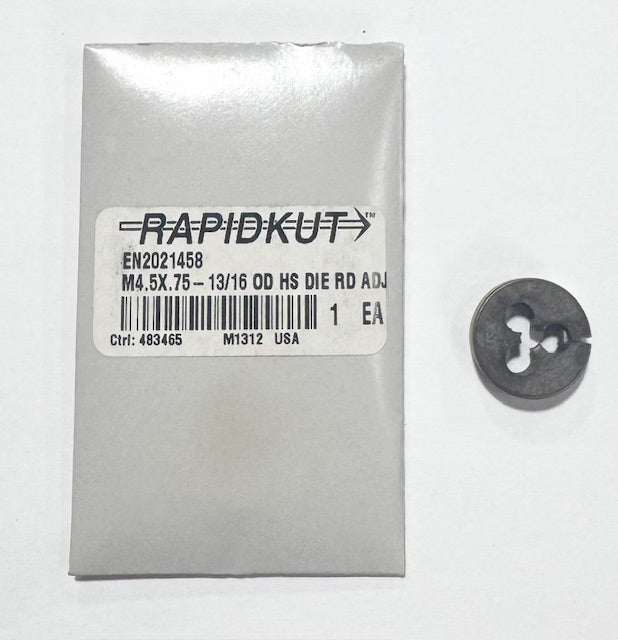 RAPIDKUT™
EN2021458
M4.5X.75 - 13/16 OD HS DIE RD ADJ
1 EA
Ctrl: 483465 M1312 USA